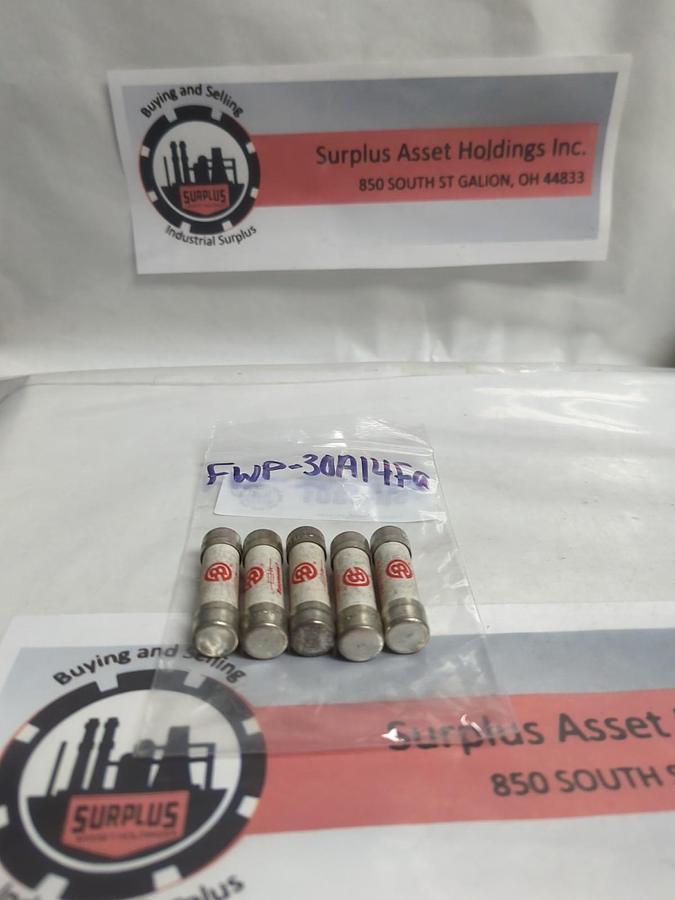 Buying and Selling
Surplus Asset Holdings Inc.
850 SOUTH ST GALION, OH 44833
SURPLUS
Industrial Surplus
FWP-30A14Fa
Buying and Selling
Surplus Asset
850 SOUTH
SURPLUS